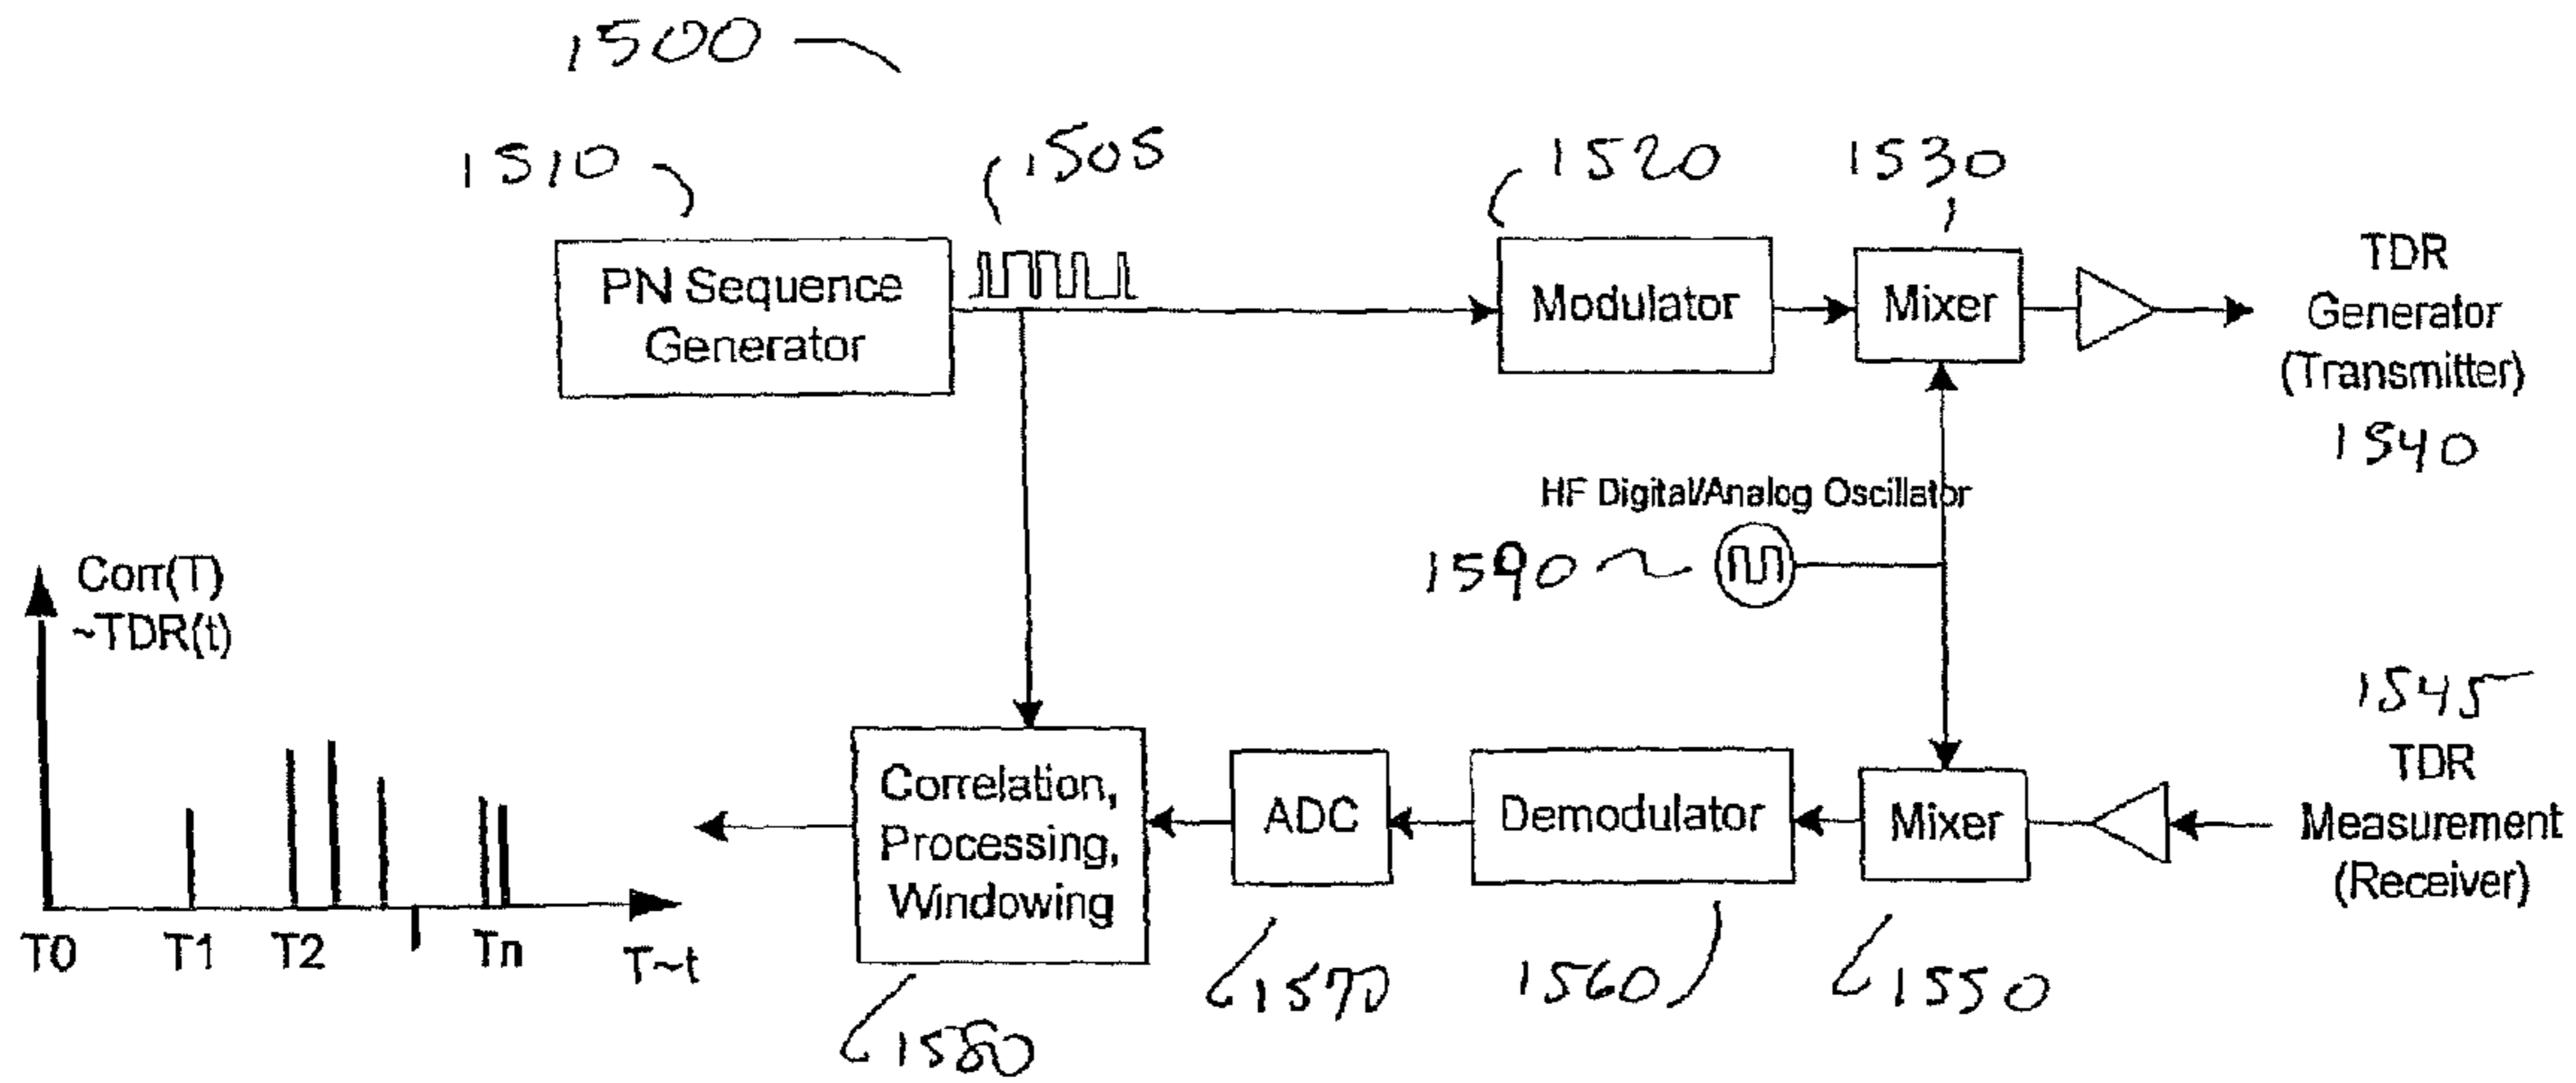 1500
1510
1505
1520
1530
PN Sequence
Generator
Modulator
Mixer
TDR
Generator
(Transmitter)
1540
HF Digital/Analog Oscillator
1590
Corr(T)
~TDR(t)
T0
T1
T2
Tn
T~t
Correlation,
Processing,
Windowing
ADC
Demodulator
Mixer
1545
TDR
Measurement
(Receiver)
1580
1570
1560
1550